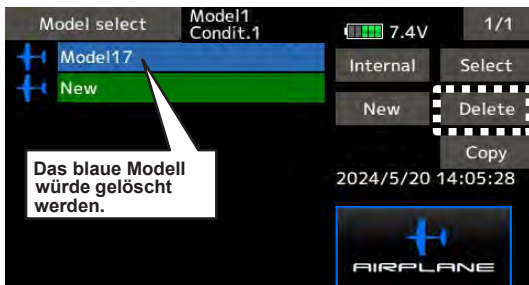 Model select
Model1
Condit.1
7.4V
1/1
Model17
Internal
Select
New
New
Delete
Das blaue Modell
würde gelöscht
werden.
Copy
2024/5/20 14:05:28
AIRPLANE